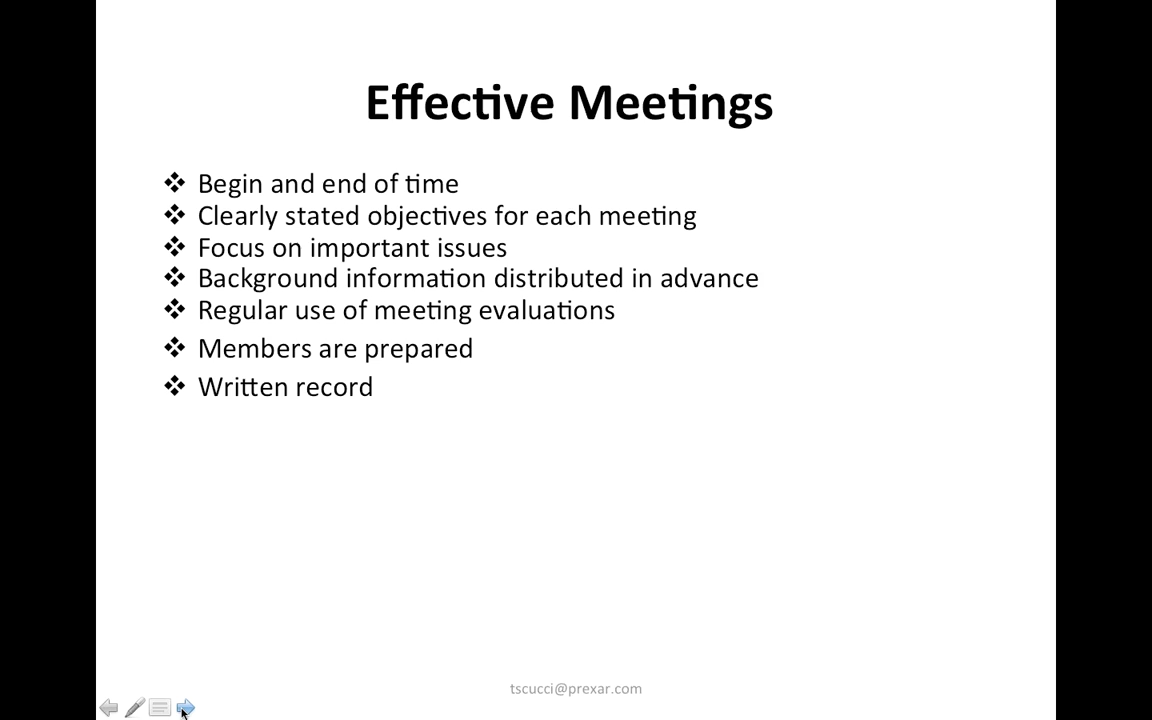 Effective Meetings
❖ Begin and end of time
❖ Clearly stated objectives for each meeting
❖ Focus on important issues
❖ Background information distributed in advance
❖ Regular use of meeting evaluations
❖ Members are prepared
❖ Written record
tscucci@prexar.com